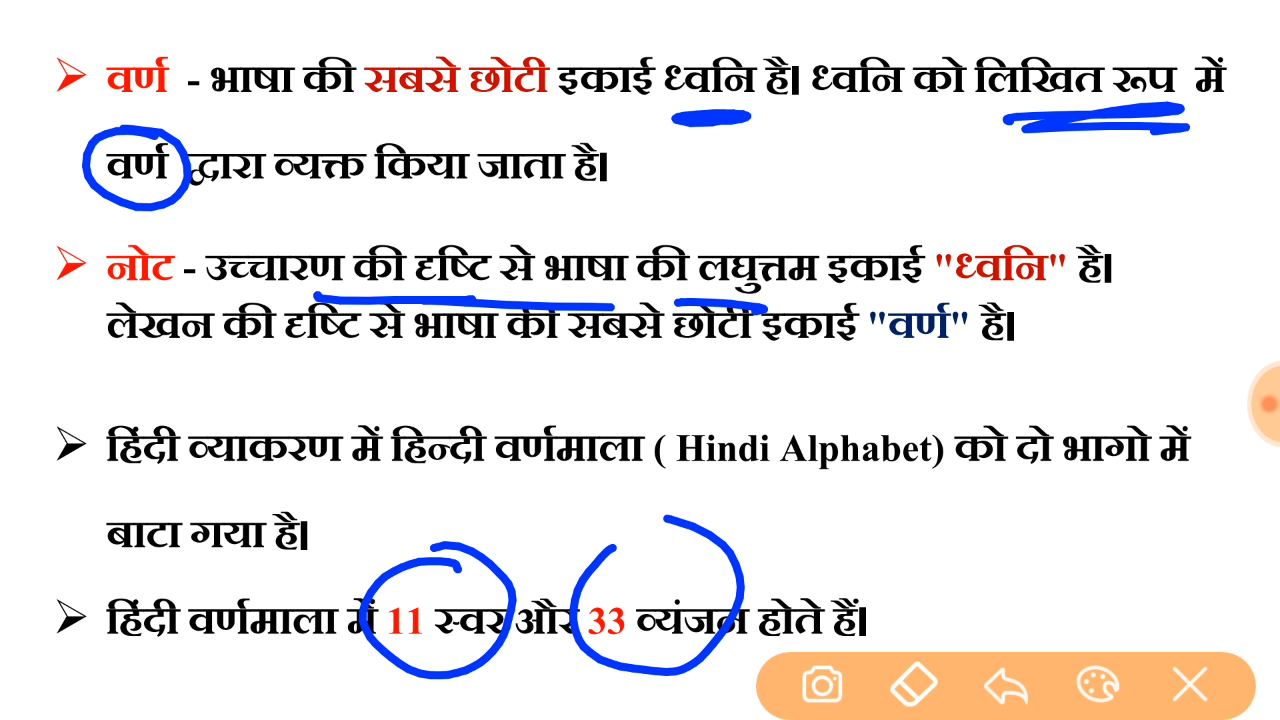 ➢ वर्ण - भाषा की सबसे छोटी इकाई ध्वनि है। ध्वनि को लिखित रूप में
वर्ण द्वारा व्यक्त किया जाता है।
➢ नोट - उच्चारण की दृष्टि से भाषा की लघुत्तम इकाई "ध्वनि" है।
लेखन की दृष्टि से भाषा की सबसे छोटी इकाई "वर्ण" है।
➢ हिंदी व्याकरण में हिन्दी वर्णमाला ( Hindi Alphabet) को दो भागो में
बाटा गया है।
➢ हिंदी वर्णमाला में 11 स्वर और 33 व्यंजन होते हैं।